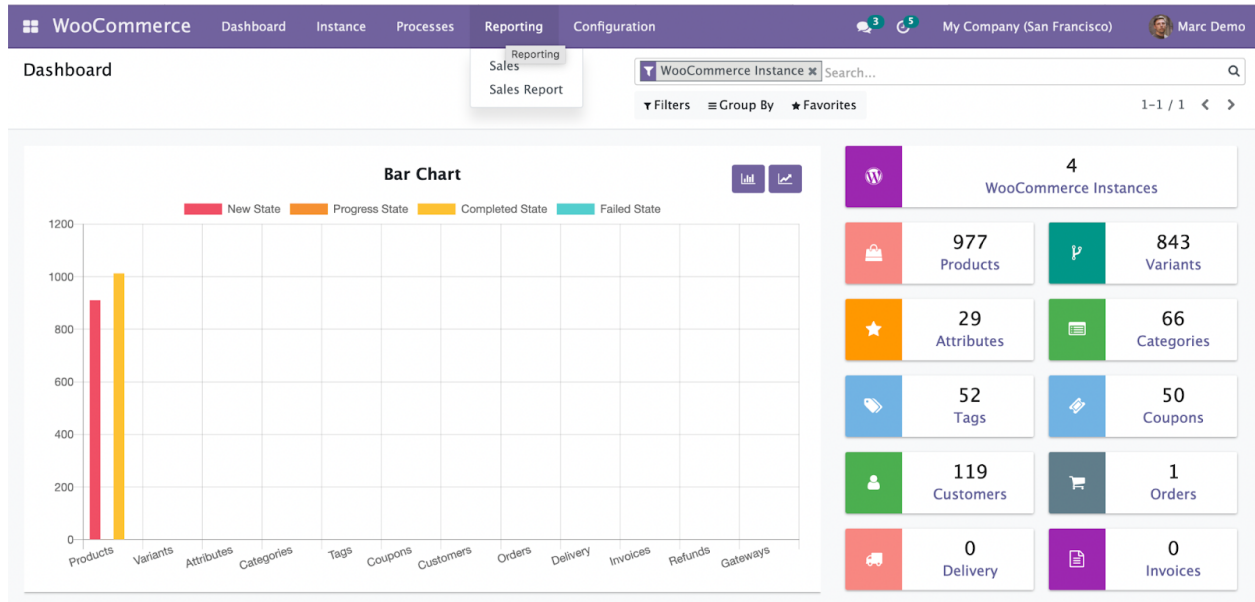 WooCommerce Dashboard Instance Processes Reporting Configuration 3 5 My Company (San Francisco) Marc Demo
Reporting
Dashboard
Sales
Sales Report
WooCommerce Instance × Search...
Filters Group By Favorites 1-1 / 1
Bar Chart
New State Progress State Completed State Failed State
1200
1000
800
600
400
200
0
Products Variants Attributes Categories Tags Coupons Customers Orders Delivery Invoices Refunds Gateways
4
WooCommerce Instances
977
Products
843
Variants
29
Attributes
66
Categories
52
Tags
50
Coupons
119
Customers
1
Orders
0
Delivery
0
Invoices